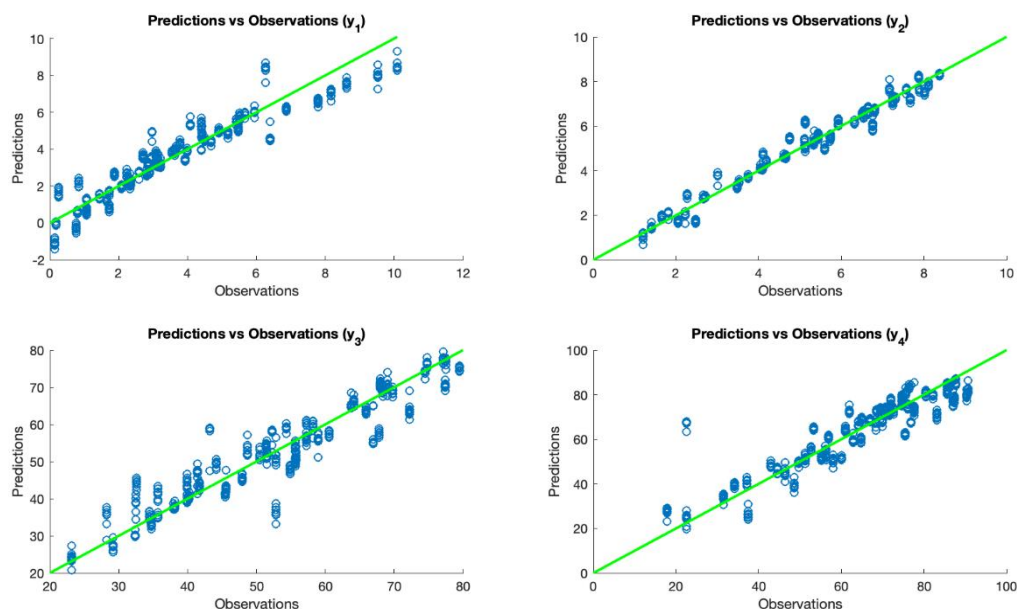 Predictions vs Observations (y1)
10
8
6
4
2
0
-2
Predictions
0 2 4 6 8 10 12
Observations
Predictions vs Observations (y2)
10
8
6
4
2
0
Predictions
0 2 4 6 8 10
Observations
Predictions vs Observations (y3)
80
70
60
50
40
30
20
Predictions
20 30 40 50 60 70 80
Observations
Predictions vs Observations (y4)
100
80
60
40
20
0
Predictions
0 20 40 60 80 100
Observations